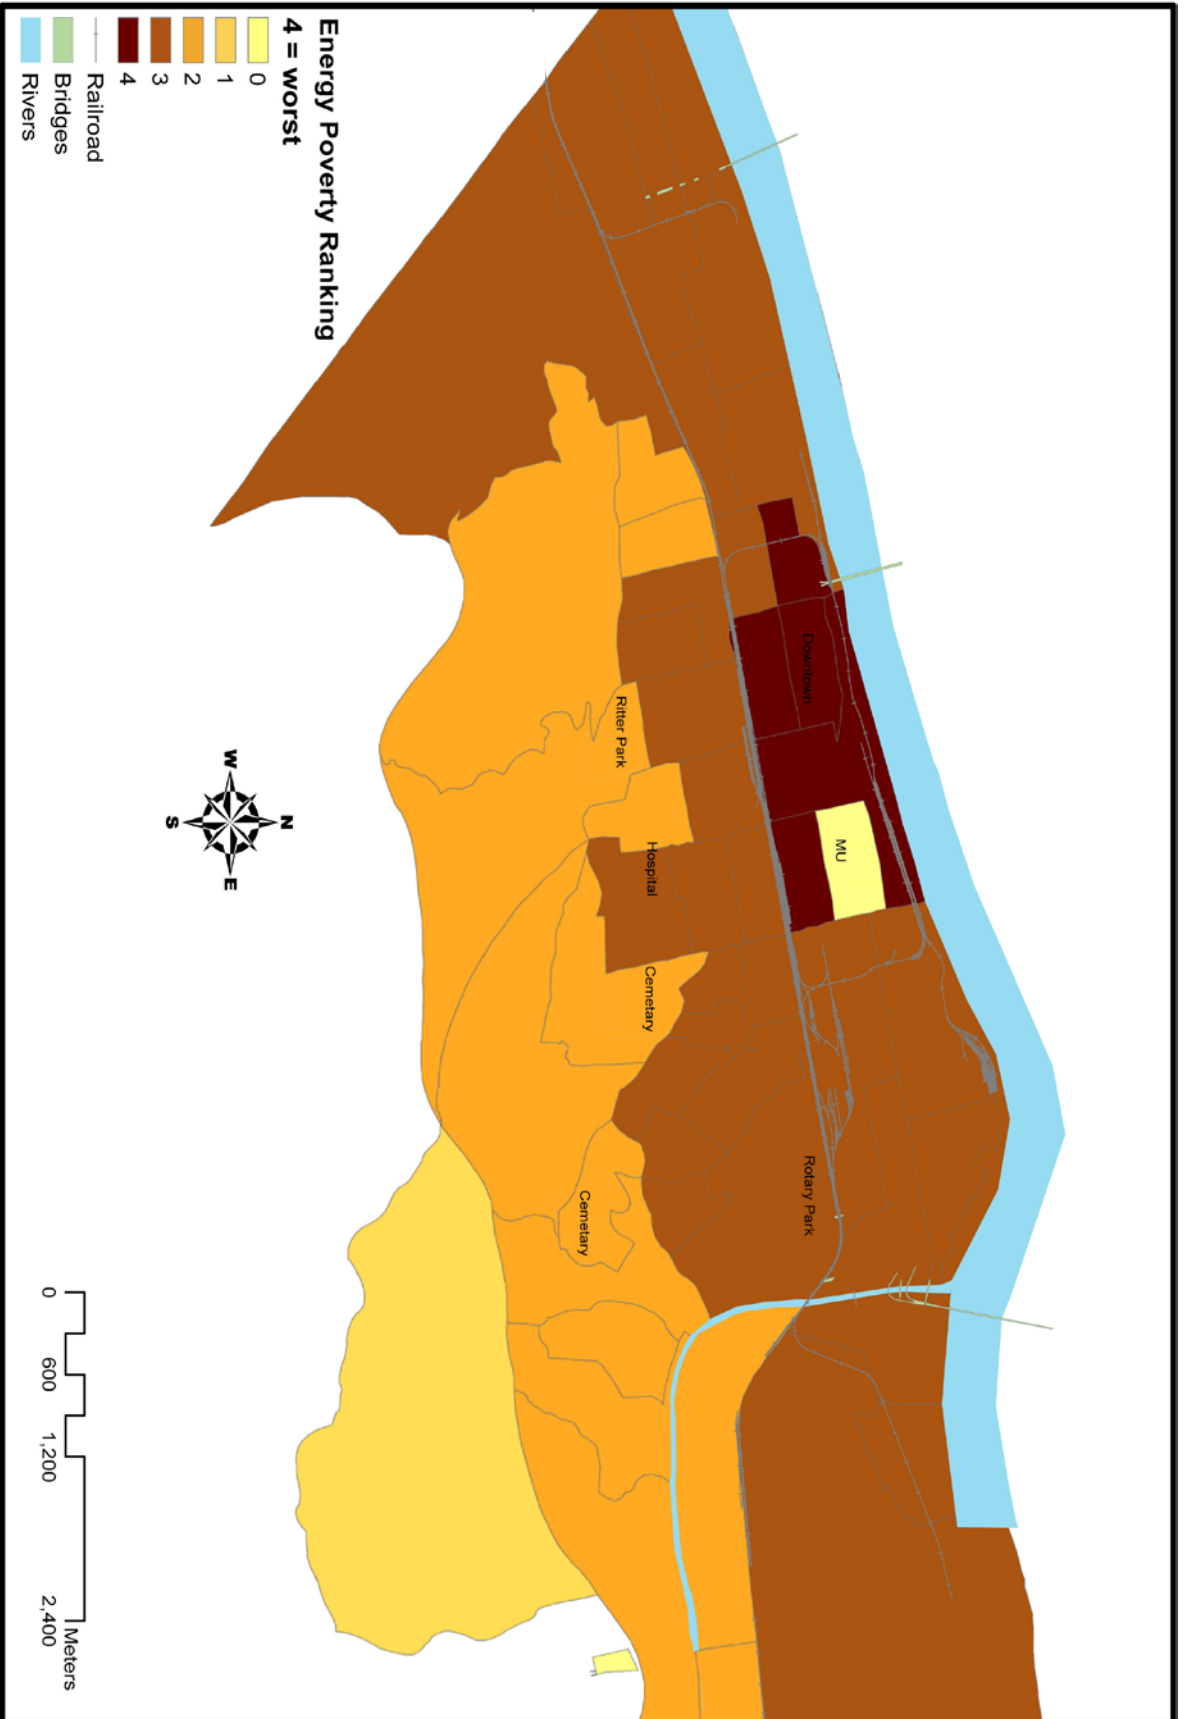 Energy Poverty Ranking
4 = worst
0
1
2
3
4
Railroad
Bridges
Rivers
Downtown
MU
Ritter Park
Hospital
Cemetary
Cemetary
Rotary Park
N
W
E
S
0 600 1,200 2,400
Meters